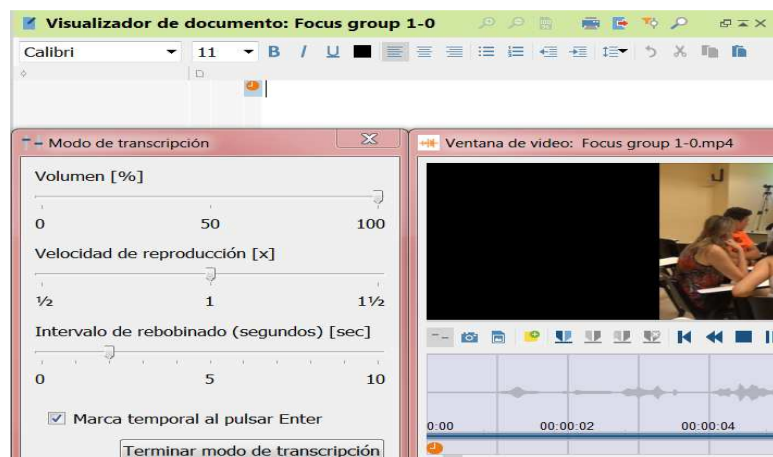 Visualizador de documento: Focus group 1-0
Calibri 11 B I U
Modo de transcripción
Volumen [%]
0 50 100
Velocidad de reproducción [x]
½ 1 1½
Intervalo de rebobinado (segundos) [sec]
0 5 10
Marca temporal al pulsar Enter
Terminar modo de transcripción
Ventana de video: Focus group 1-0.mp4
0:00 00:00:02 00:00:04